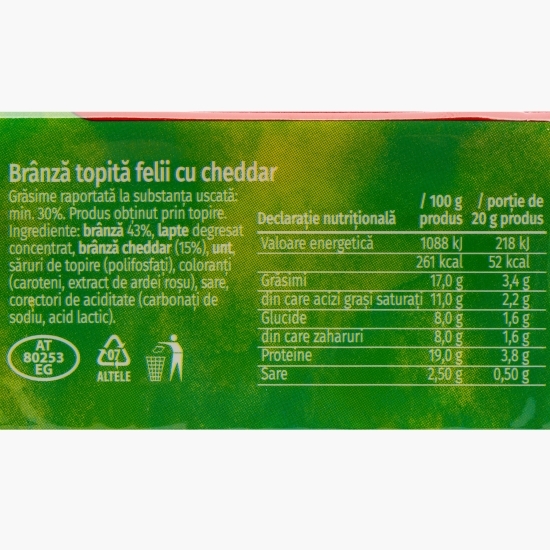 Brânză topită felii cu cheddar
Grăsime raportată la substanța uscată:
min. 30%. Produs obținut prin topire.
Ingrediente: brânză 43%, lapte degresat
concentrat, brânză cheddar (15%), unt,
săruri de topire (polifosfați), coloranți
(caroteni, extract de ardei roșu), sare,
corectori de aciditate (carbonați de
sodiu, acid lactic).
AT
80253
EG
07
ALTELE
/ 100 g / porție de
Declarație nutrițională produs 20 g produs
Valoare energetică 1088 kJ 218 kJ
261 kcal 52 kcal
Grăsimi 17,0 g 3,4 g
din care acizi grași saturați 11,0 g 2,2 g
Glucide 8,0 g 1,6 g
din care zaharuri 8,0 g 1,6 g
Proteine 19,0 g 3,8 g
Sare 2,50 g 0,50 g